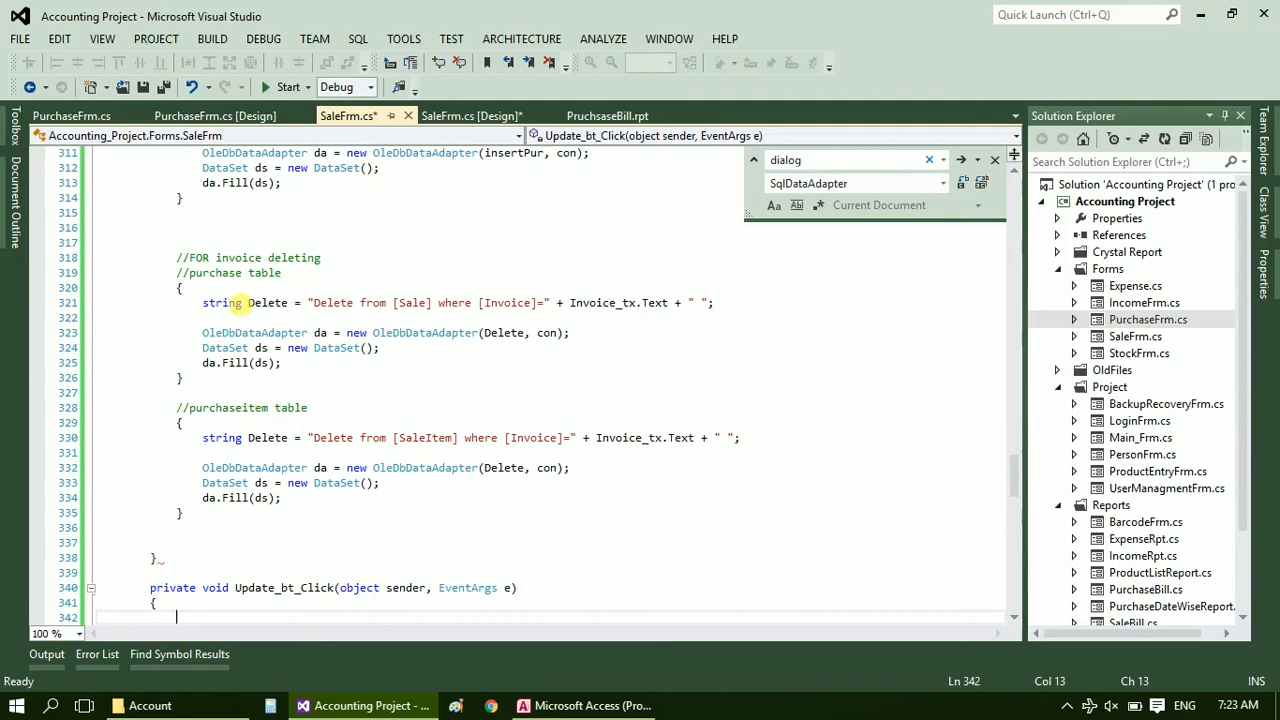 Accounting Project - Microsoft Visual Studio
Quick Launch (Ctrl+Q)
FILE EDIT VIEW PROJECT BUILD DEBUG TEAM SQL TOOLS TEST ARCHITECTURE ANALYZE WINDOW HELP
Start Debug
PurchaseFrm.cs PurchaseFrm.cs [Design] SaleFrm.cs* SaleFrm.cs [Design]* PruchsaeBill.rpt
Accounting_Project.Forms.SaleFrm Update_bt_Click(object sender, EventArgs e)
Toolbox
Document Outline
dialog
SqlDataAdapter
Aa Ab Current Document
311 OleDbDataAdapter da = new OleDbDataAdapter(insertPur, con);
312 DataSet ds = new DataSet();
313 da.Fill(ds);
314 }
315
316
317
318 //FOR invoice deleting
319 //purchase table
320 {
321 string Delete = "Delete from [Sale] where [Invoice]=" + Invoice_tx.Text + " ";
322
323 OleDbDataAdapter da = new OleDbDataAdapter(Delete, con);
324 DataSet ds = new DataSet();
325 da.Fill(ds);
326 }
327
328 //purchaseitem table
329 {
330 string Delete = "Delete from [SaleItem] where [Invoice]=" + Invoice_tx.Text + " ";
331
332 OleDbDataAdapter da = new OleDbDataAdapter(Delete, con);
333 DataSet ds = new DataSet();
334 da.Fill(ds);
335 }
336
337
338 }
339
340 private void Update_bt_Click(object sender, EventArgs e)
341 {
342
100 %
Solution Explorer
Search Solution Explorer (Ctrl+;)
Solution 'Accounting Project' (1 pro
Accounting Project
Properties
References
Crystal Report
Forms
Expense.cs
IncomeFrm.cs
PurchaseFrm.cs
SaleFrm.cs
StockFrm.cs
OldFiles
Project
BackupRecoveryFrm.cs
LoginFrm.cs
Main_Frm.cs
PersonFrm.cs
ProductEntryFrm.cs
UserManagmentFrm.cs
Reports
BarcodeFrm.cs
ExpenseRpt.cs
IncomeRpt.cs
ProductListReport.cs
PurchaseBill.cs
PurchaseDateWiseReport.
SaleBill.cs
Team Explorer
Class View
Properties
Output Error List Find Symbol Results
Ready Ln 342 Col 13 Ch 13 INS
Account Accounting Project - ... Microsoft Access (Pro... ENG 7:23 AM